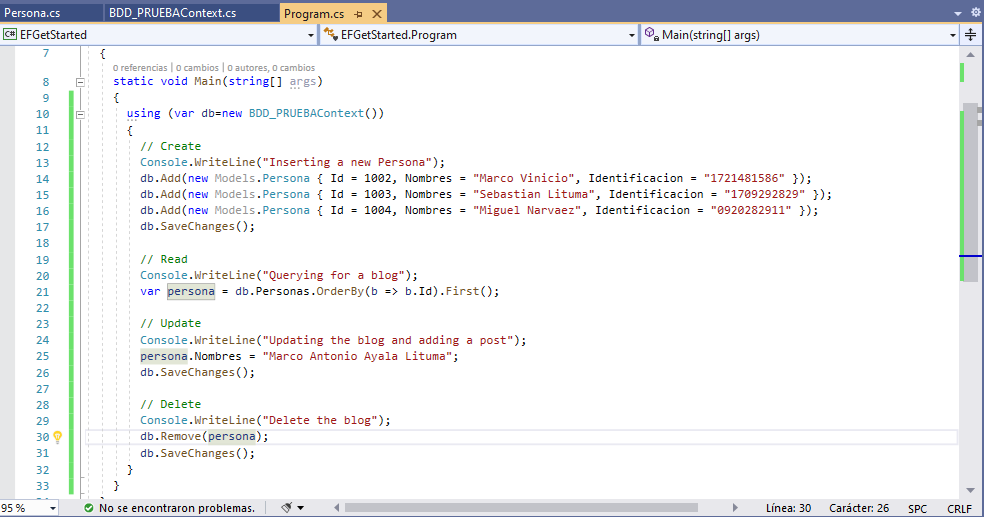 Persona.cs BDD_PRUEBAContext.cs Program.cs
C# EFGetStarted EFGetStarted.Program Main(string[] args)
7 {
0 referencias | 0 cambios | 0 autores, 0 cambios
8 static void Main(string[] args)
9 {
10 using (var db=new BDD_PRUEBAContext())
11 {
12 // Create
13 Console.WriteLine("Inserting a new Persona");
14 db.Add(new Models.Persona { Id = 1002, Nombres = "Marco Vinicio", Identificacion = "1721481586" });
15 db.Add(new Models.Persona { Id = 1003, Nombres = "Sebastian Lituma", Identificacion = "1709292829" });
16 db.Add(new Models.Persona { Id = 1004, Nombres = "Miguel Narvaez", Identificacion = "0920282911" });
17 db.SaveChanges();
18
19 // Read
20 Console.WriteLine("Querying for a blog");
21 var persona = db.Personas.OrderBy(b => b.Id).First();
22
23 // Update
24 Console.WriteLine("Updating the blog and adding a post");
25 persona.Nombres = "Marco Antonio Ayala Lituma";
26 db.SaveChanges();
27
28 // Delete
29 Console.WriteLine("Delete the blog");
30 db.Remove(persona);
31 db.SaveChanges();
32 }
33 }
95 % No se encontraron problemas. Línea: 30 Carácter: 26 SPC CRLF